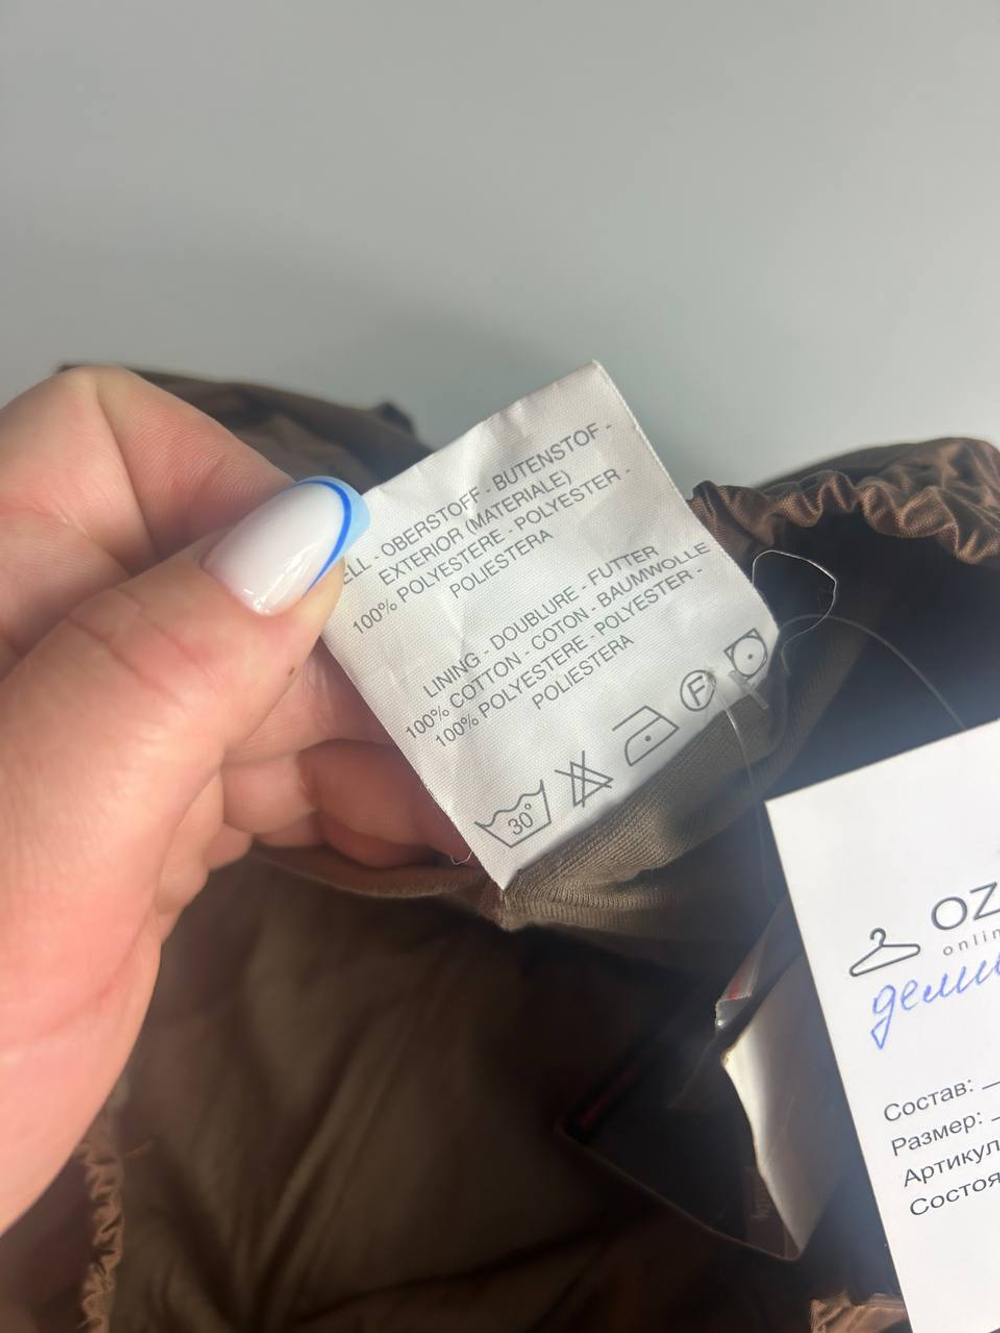 ELL - OBERSTOFF - BUTENSTOF -
EXTERIOR (MATERIALE)
100% POLYESTERE - POLYESTER -
POLIESTERA
LINING - DOUBLURE - FUTTER
100% COTTON - COTON - BAUMWOLLE
100% POLYESTERE - POLYESTER -
POLIESTERA
30°
F
OZ
onlin
деми
Состав:
Размер:
Артикул
Состоя